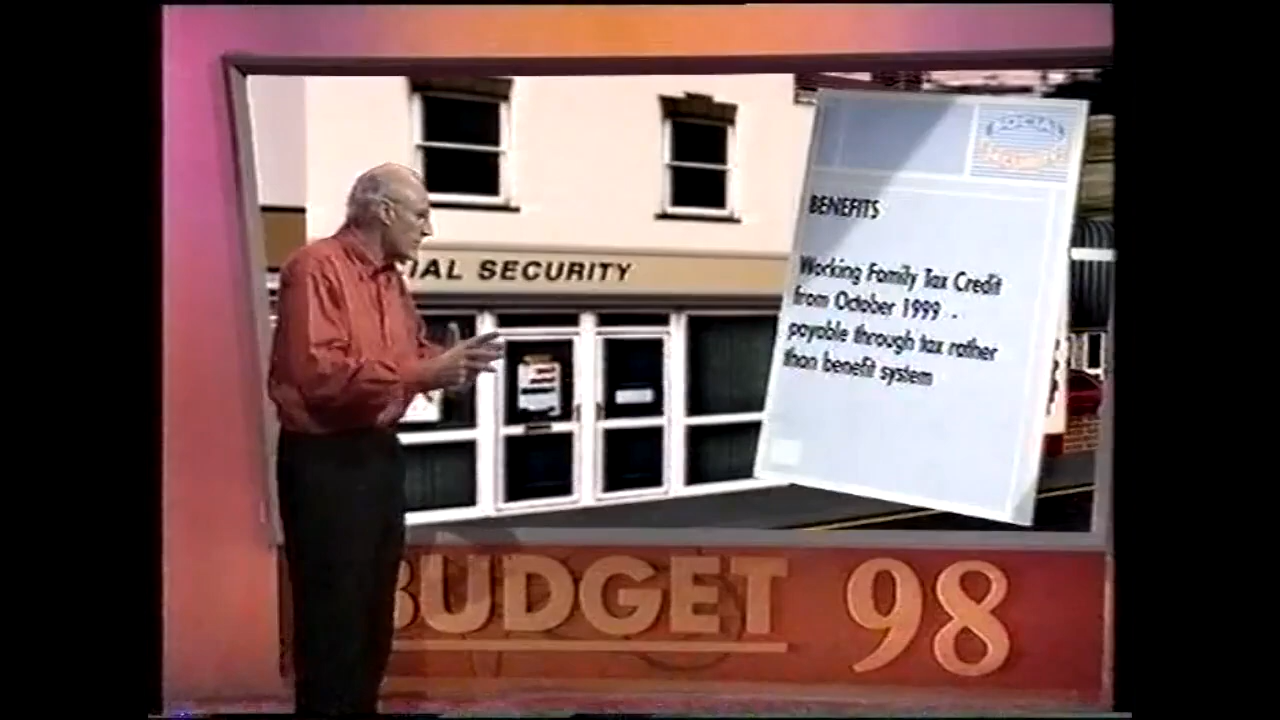 SOCIAL
BENEFITS
Working Family Tax Credit
from October 1999 -
payable through tax rather
than benefit system
IAL SECURITY
BUDGET 98